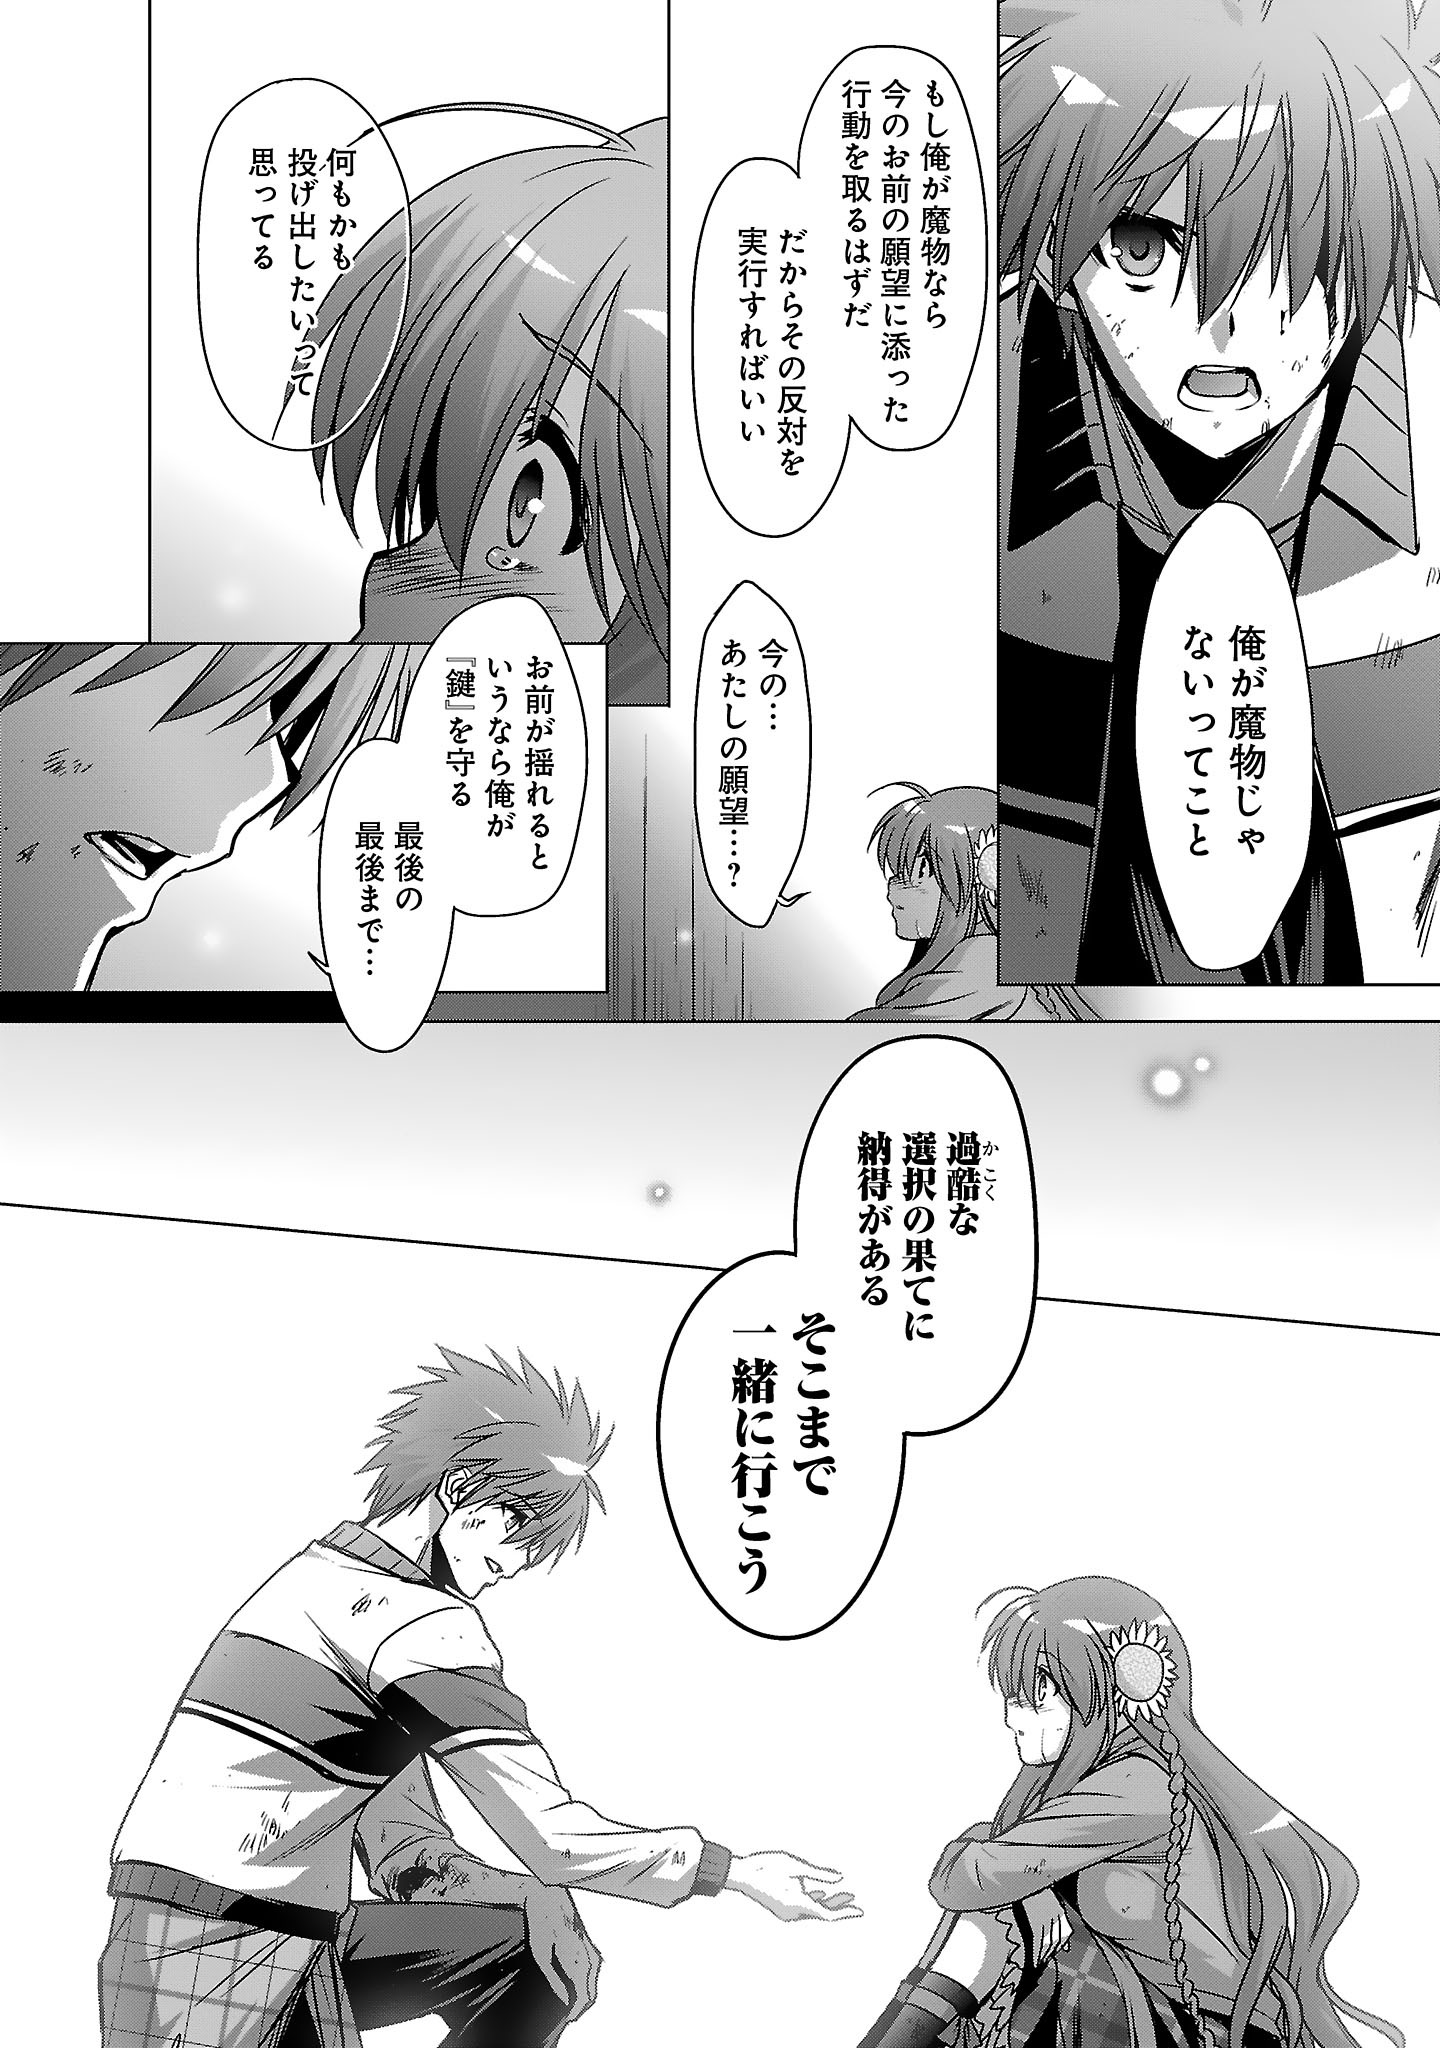 俺が魔物じゃ
ないってこと
もし俺が魔物なら
今のお前の願望に添った
行動を取るはずだ
だからその反対を
実行すればいい
今の…
あたしの願望…?
何もかも
投げ出したいって
思ってる
お前が揺れると
いうなら俺が
『鍵』を守る
最後の
最後まで…
過酷な
かこく
選択の果てに
納得がある
そこまで
一緒に行こう